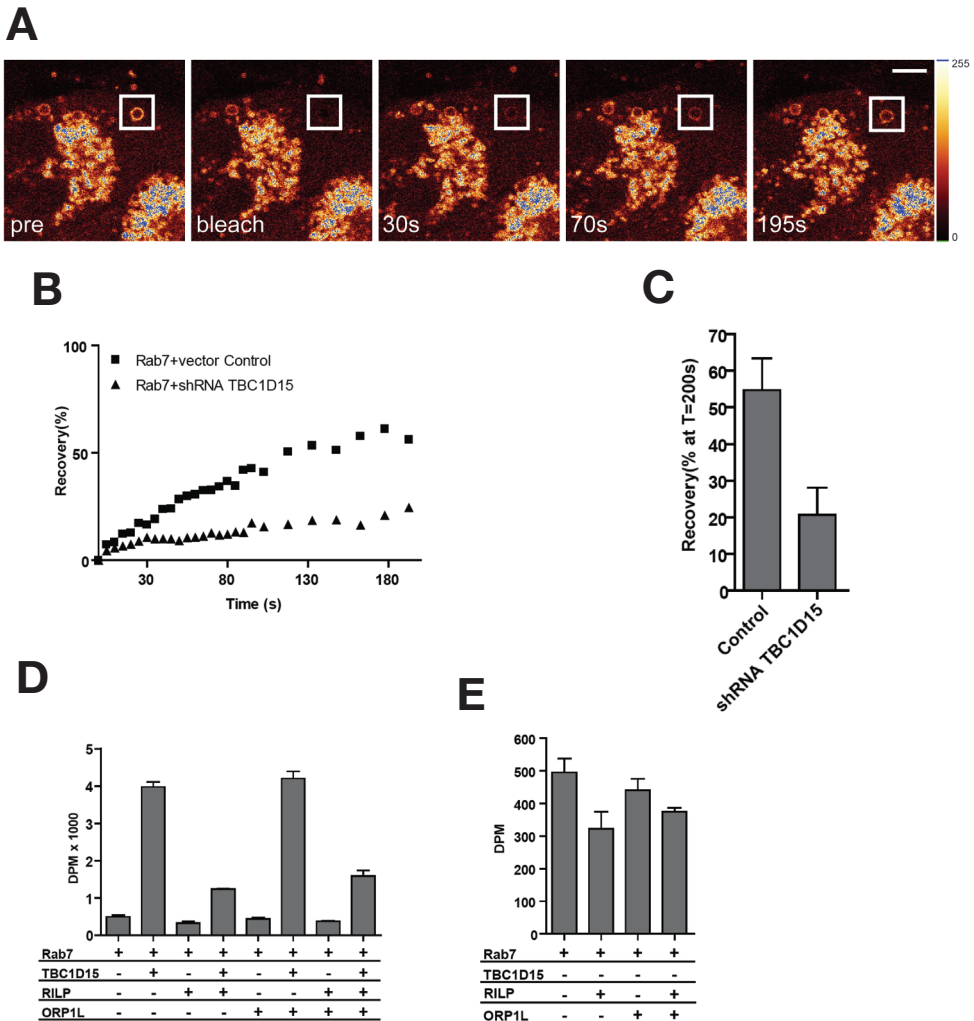 A
pre
bleach
30s
70s
195s
255
0
B
100
50
0
Recovery(%)
Rab7+vector Control
Rab7+shRNA TBC1D15
30 80 130 180
Time (s)
C
70
60
50
40
30
20
10
0
Recovery(% at T=200s)
Control
shRNA TBC1D15
D
5
4
3
2
1
0
DPM x 1000
Rab7 + + + + + + + +
TBC1D15 - + - + - + - +
RILP - - + + - - + +
ORP1L - - - - + + + +
E
600
500
400
300
200
100
0
DPM
Rab7 + + + +
TBC1D15 - - - -
RILP - + - +
ORP1L - - + +